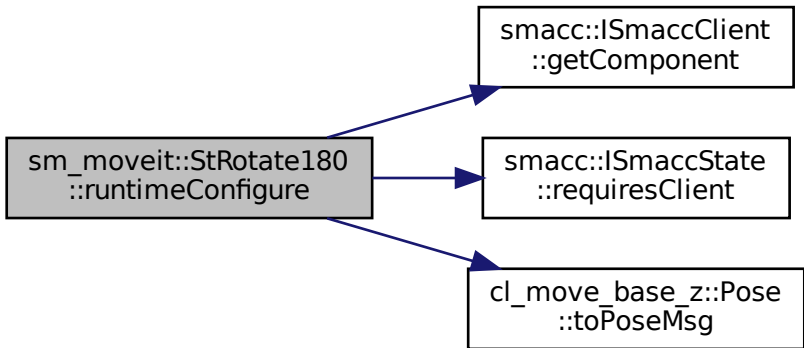 sm_moveit::StRotate180
::runtimeConfigure
smacc::ISmaccClient
::getComponent
smacc::ISmaccState
::requiresClient
cl_move_base_z::Pose
::toPoseMsg